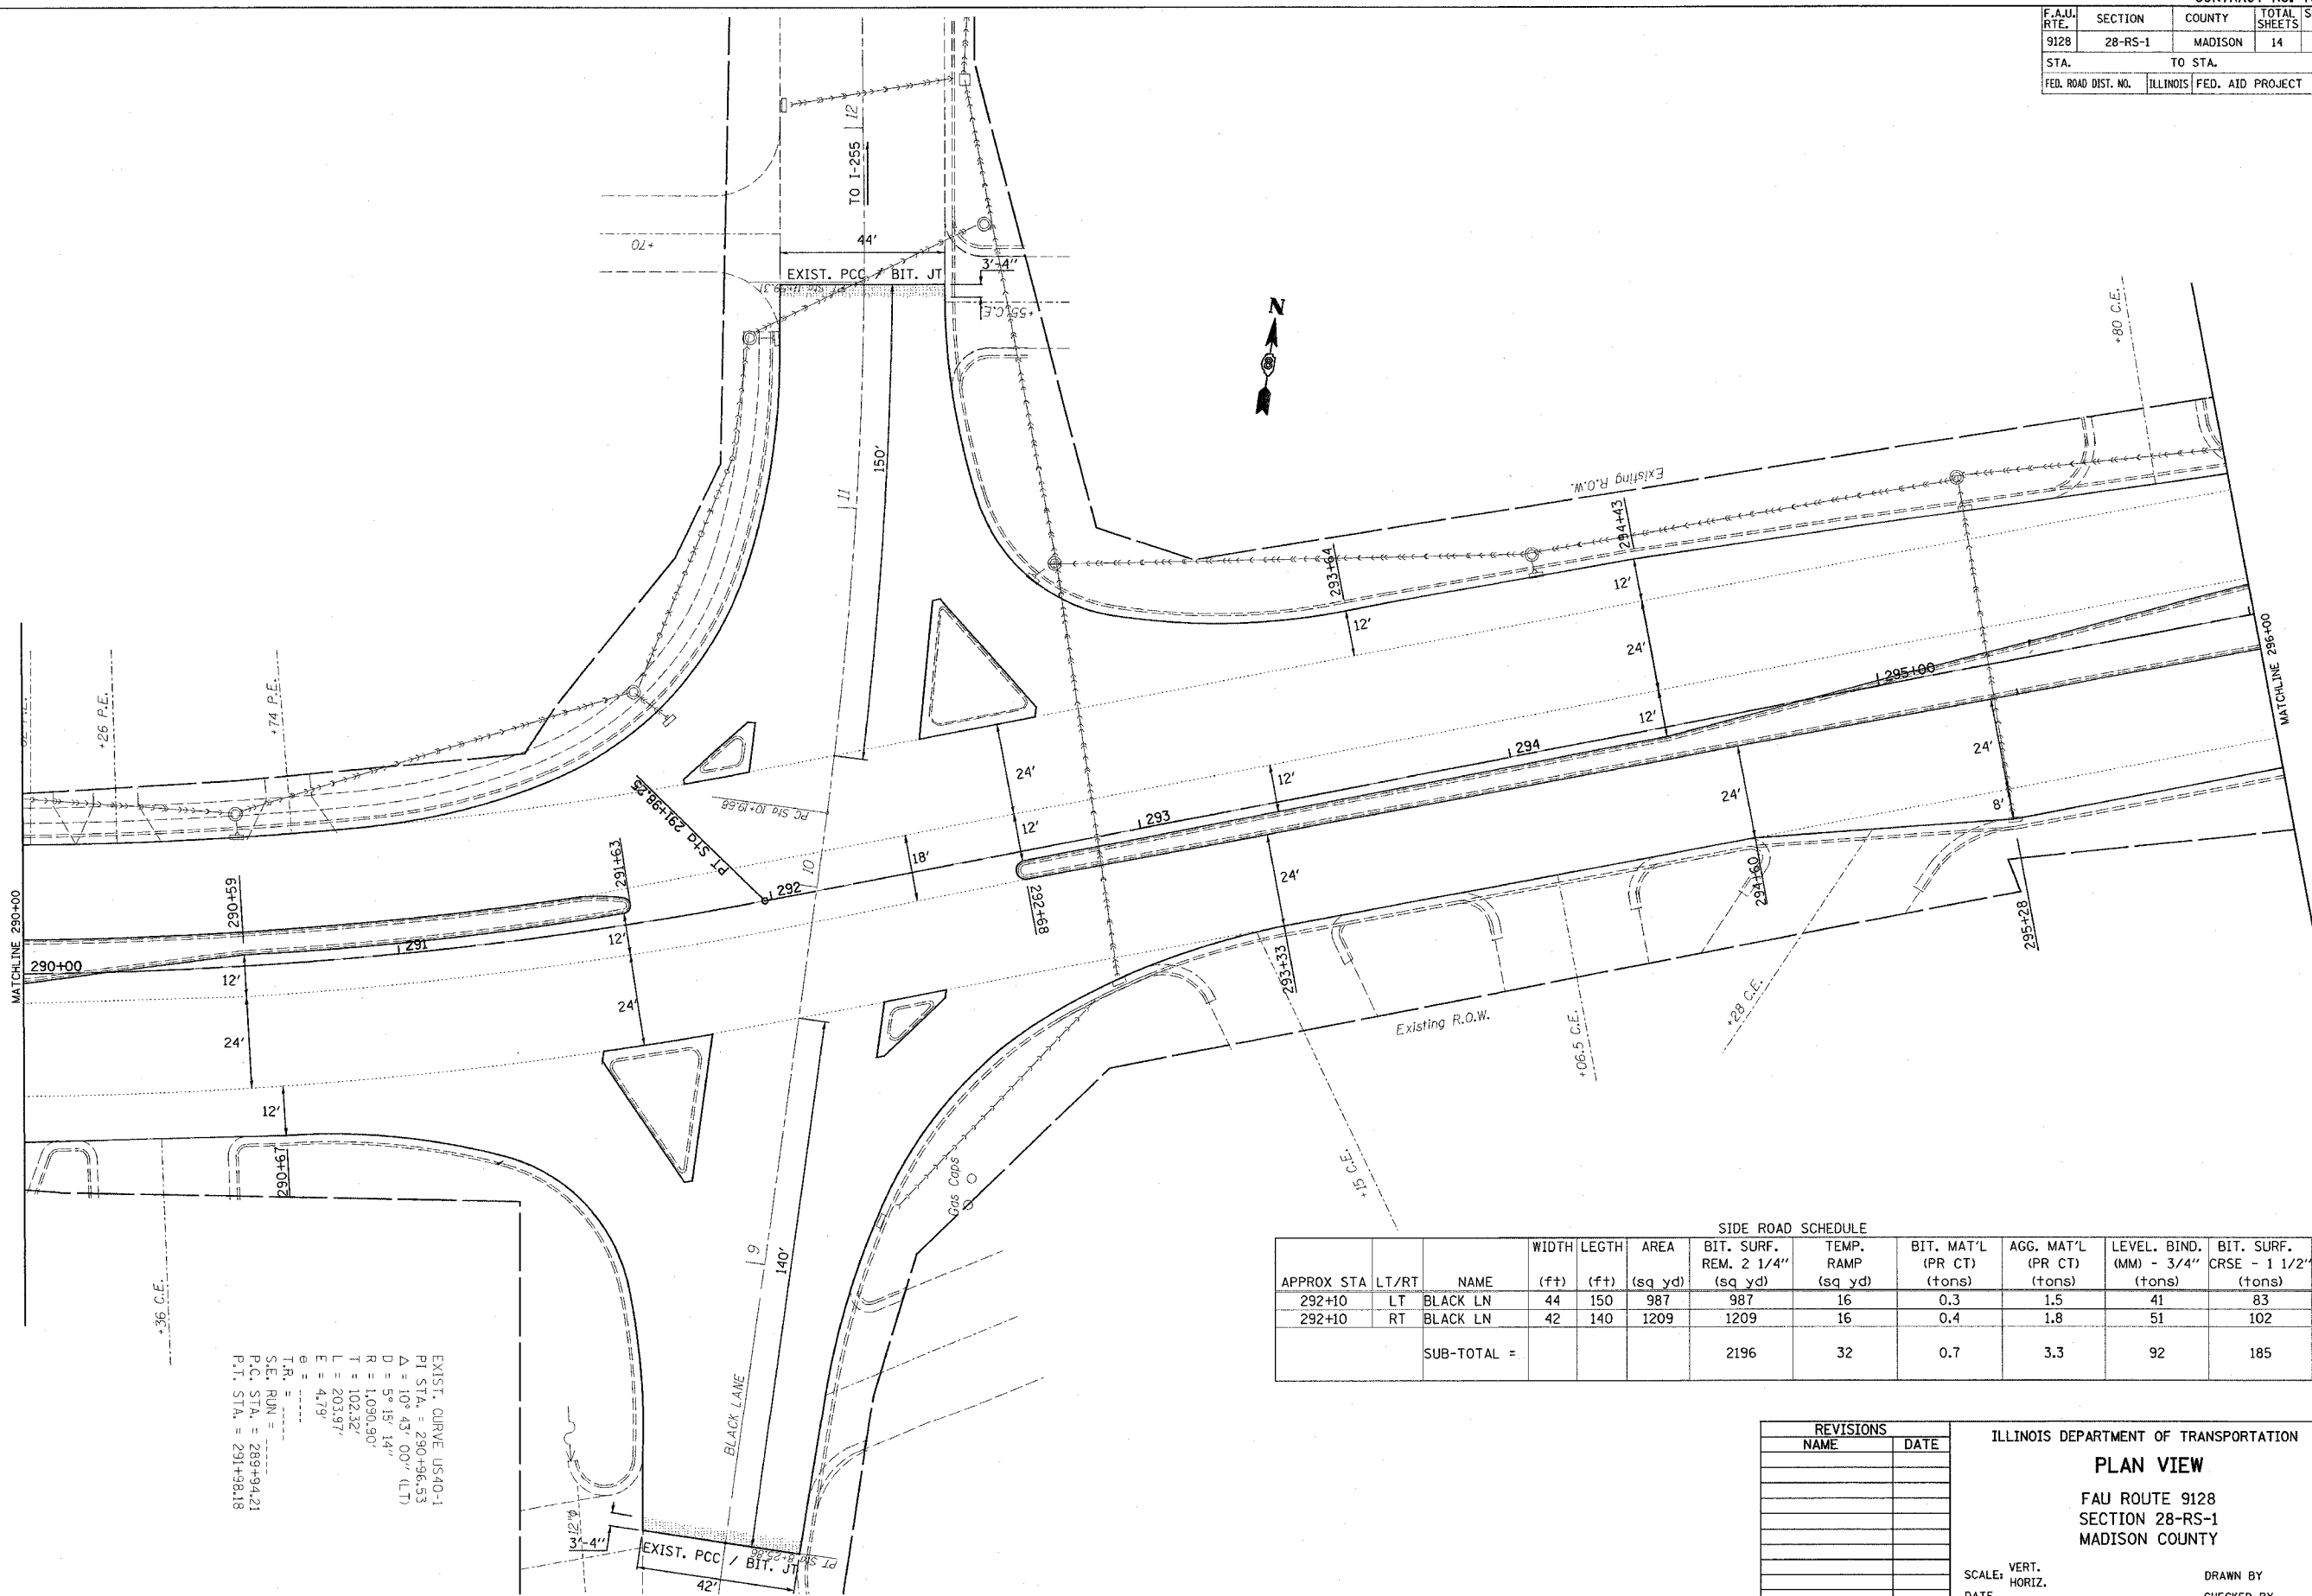 F.A.U. RTE. SECTION COUNTY TOTAL SHEETS
9128 28-RS-1 MADISON 14
STA. TO STA.
FED. ROAD DIST. NO. ILLINOIS FED. AID PROJECT
12
TO I-255
+70
44'
EXIST. PCC / BIT. JT
3'-4"
+55 C.E.
N
+80 C.E.
150'
11
Existing R.O.W.
294+43
293+64
12'
12'
24'
12'
295+00
MATCHLINE 296+00
+26 P.E.
+74 P.E.
294
24'
12'
24'
24'
8'
PC Sta 10+19.68
PT Sta 291+98.25
293
12'
10
18'
292
291+63
290+59
MATCHLINE 290+00
290+00
291
12'
12'
24'
24'
292+68
24'
294+60
295+28
293+33
12'
290+67
Existing R.O.W.
+28 C.E.
+06.5 C.E.
+15 C.E.
Gas Caps
9
140'
+36 C.E.
BLACK LANE
EXIST. CURVE US40-1
PI STA. = 290+96.53
Δ = 10° 43' 00" (LT)
D = 5° 15' 14"
R = 1,090.90'
T = 102.32'
L = 203.97'
E = 4.79'
e = -----
T.R. = -----
S.E. RUN = -----
P.C. STA. = 289+94.21
P.T. STA. = 291+98.18
12"φ
3'-4"
EXIST. PCC / BIT. JT
42'
SIDE ROAD SCHEDULE
WIDTH LEGTH AREA BIT. SURF. TEMP. BIT. MAT'L AGG. MAT'L LEVEL. BIND. BIT. SURF.
REM. 2 1/4" RAMP (PR CT) (PR CT) (MM) - 3/4" CRSE - 1 1/2"
APPROX STA LT/RT NAME (ft) (ft) (sq yd) (sq yd) (sq yd) (tons) (tons) (tons) (tons)
292+10 LT BLACK LN 44 150 987 987 16 0.3 1.5 41 83
292+10 RT BLACK LN 42 140 1209 1209 16 0.4 1.8 51 102
SUB-TOTAL = 2196 32 0.7 3.3 92 185
REVISIONS
NAME DATE
ILLINOIS DEPARTMENT OF TRANSPORTATION
PLAN VIEW
FAU ROUTE 9128
SECTION 28-RS-1
MADISON COUNTY
SCALE: VERT.
HORIZ.
DRAWN BY